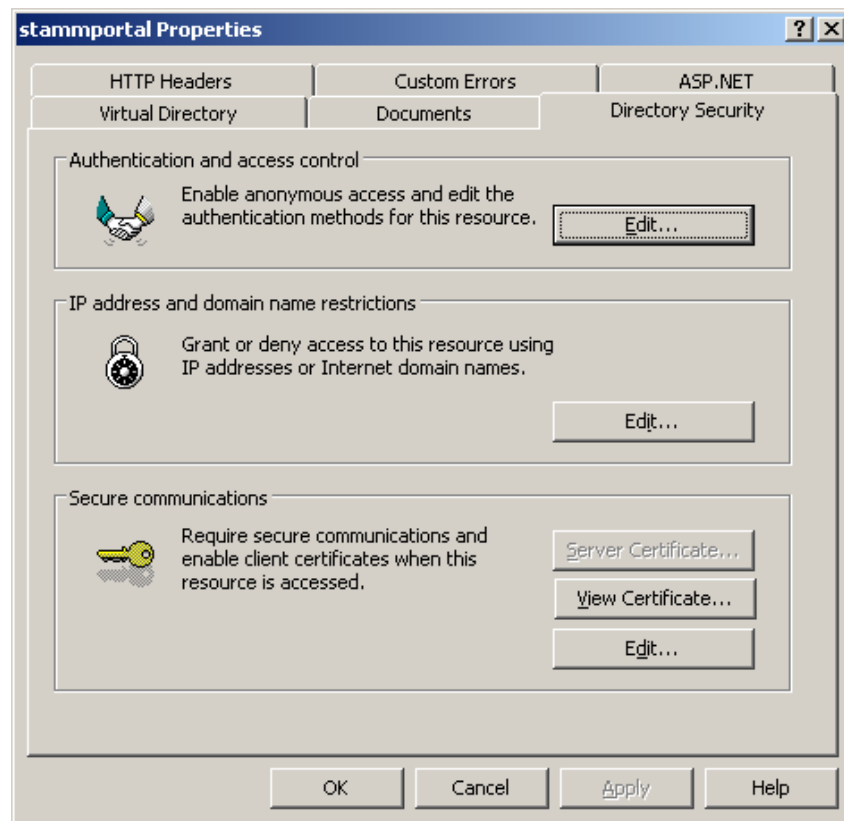 stammportal Properties
HTTP Headers
Custom Errors
ASP.NET
Virtual Directory
Documents
Directory Security
Authentication and access control
Enable anonymous access and edit the
authentication methods for this resource.
Edit...
IP address and domain name restrictions
Grant or deny access to this resource using
IP addresses or Internet domain names.
Edit...
Secure communications
Require secure communications and
enable client certificates when this
resource is accessed.
Server Certificate...
View Certificate...
Edit...
OK
Cancel
Apply
Help